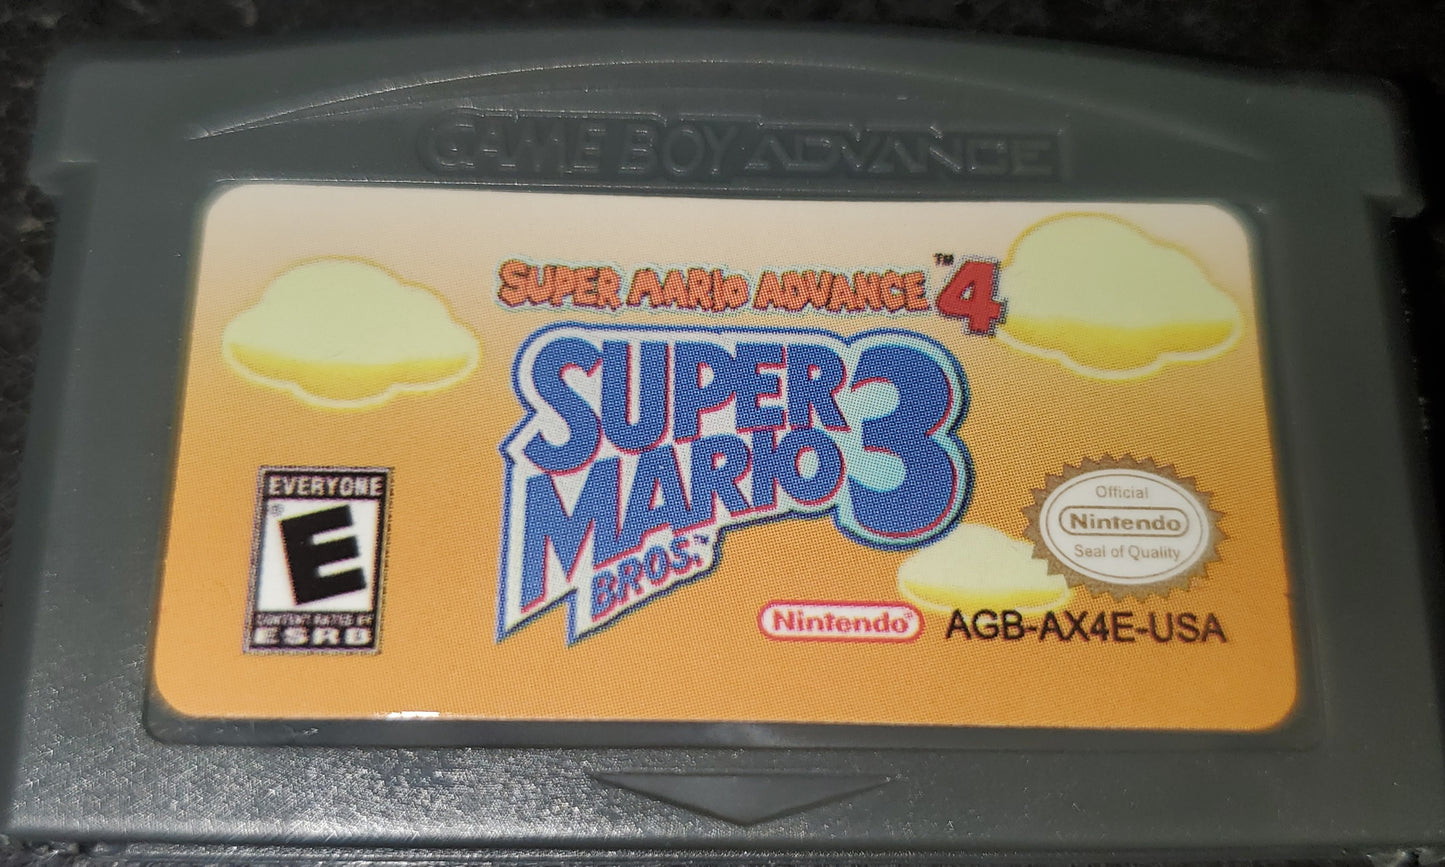 GAME BOY ADVANCE
SUPER MARIO ADVANCE™ 4
SUPER
MARIO 3
BROS.™
EVERYONE
E
®
CONTENT RATED BY
ESRB
Official
Nintendo
Seal of Quality
Nintendo®
AGB-AX4E-USA